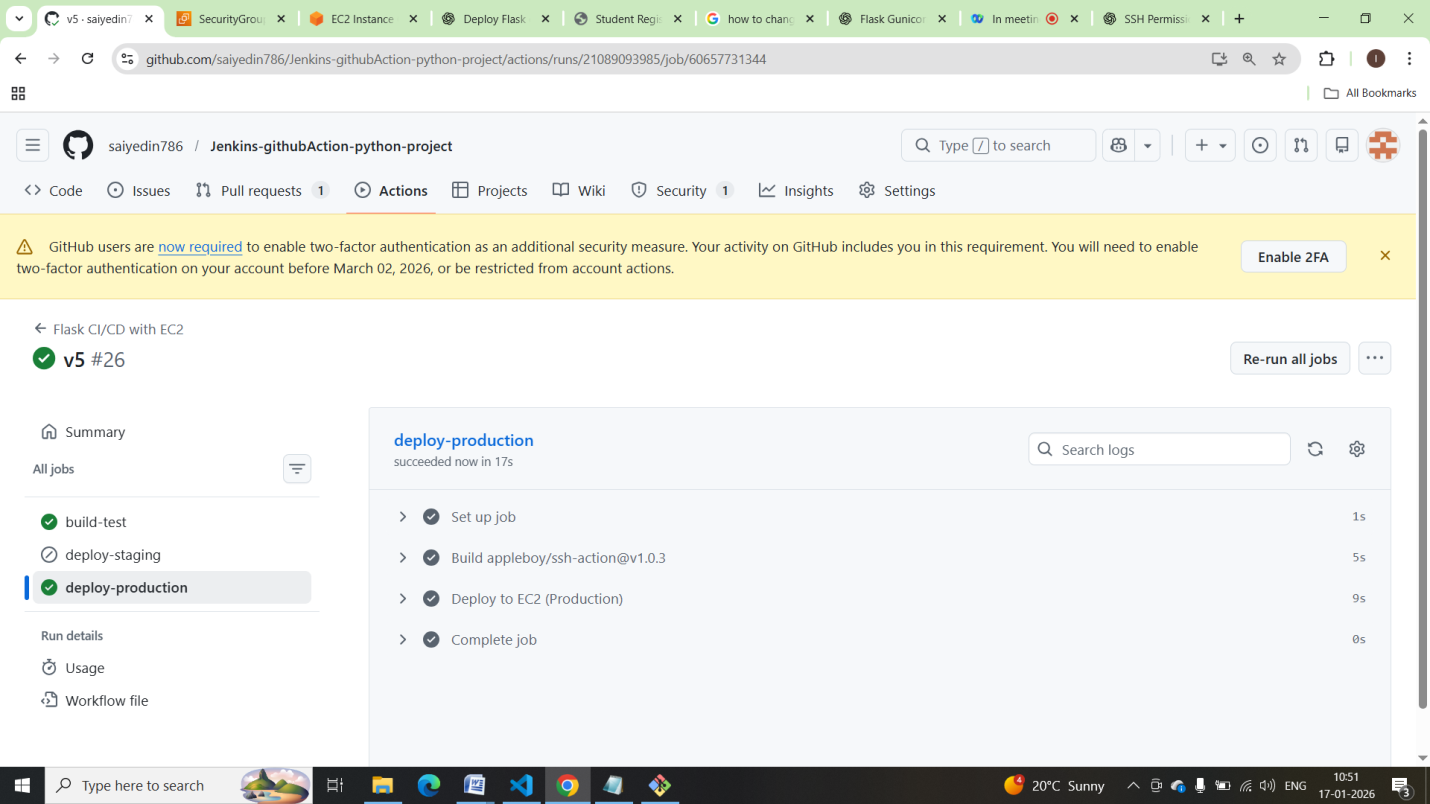 v5 · saiyedin7
SecurityGroup
EC2 Instance
Deploy Flask
Student Regi
how to chang
Flask Gunicor
In meetin
SSH Permissi
github.com/saiyedin786/Jenkins-githubAction-python-project/actions/runs/21089093985/job/60657731344
I
All Bookmarks
saiyedin786 / Jenkins-githubAction-python-project
Type / to search
Code
Issues
Pull requests 1
Actions
Projects
Wiki
Security 1
Insights
Settings
GitHub users are now required to enable two-factor authentication as an additional security measure. Your activity on GitHub includes you in this requirement. You will need to enable
two-factor authentication on your account before March 02, 2026, or be restricted from account actions.
Enable 2FA
Flask CI/CD with EC2
v5 #26
Re-run all jobs
Summary
All jobs
build-test
deploy-staging
deploy-production
Run details
Usage
Workflow file
deploy-production
succeeded now in 17s
Search logs
Set up job 1s
Build appleboy/ssh-action@v1.0.3 5s
Deploy to EC2 (Production) 9s
Complete job 0s
Type here to search
4
20°C Sunny
ENG
10:51
17-01-2026
3